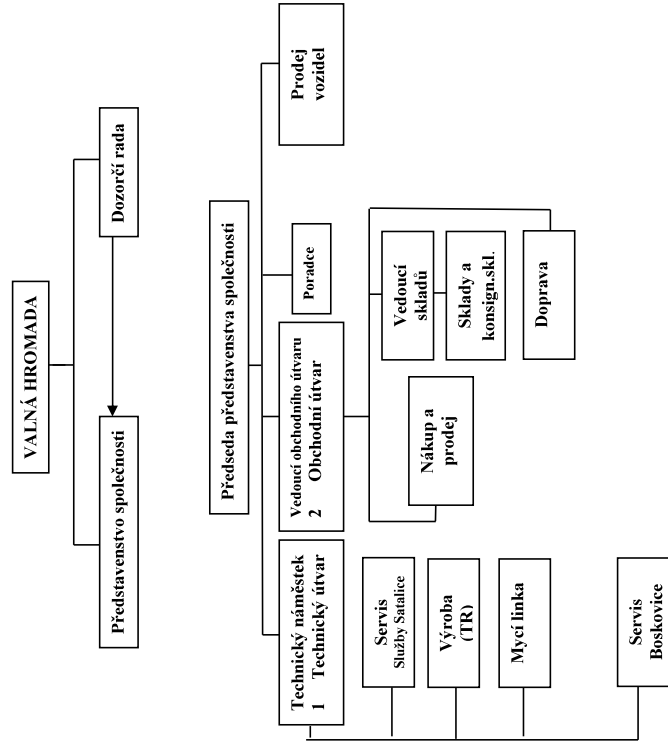 VALNÁ HROMADA
Představenstvo společnosti
Dozorčí rada
Předseda představenstva společnosti
Technický náměstek
1 Technický útvar
Vedoucí obchodního útvaru
2 Obchodní útvar
Poradce
Prodej
vozidel
Servis
Služby Satalice
Výroba
(TR)
Mycí linka
Servis
Boskovice
Nákup a
prodej
Vedoucí
skladů
Sklady a
konsign.skl.
Doprava